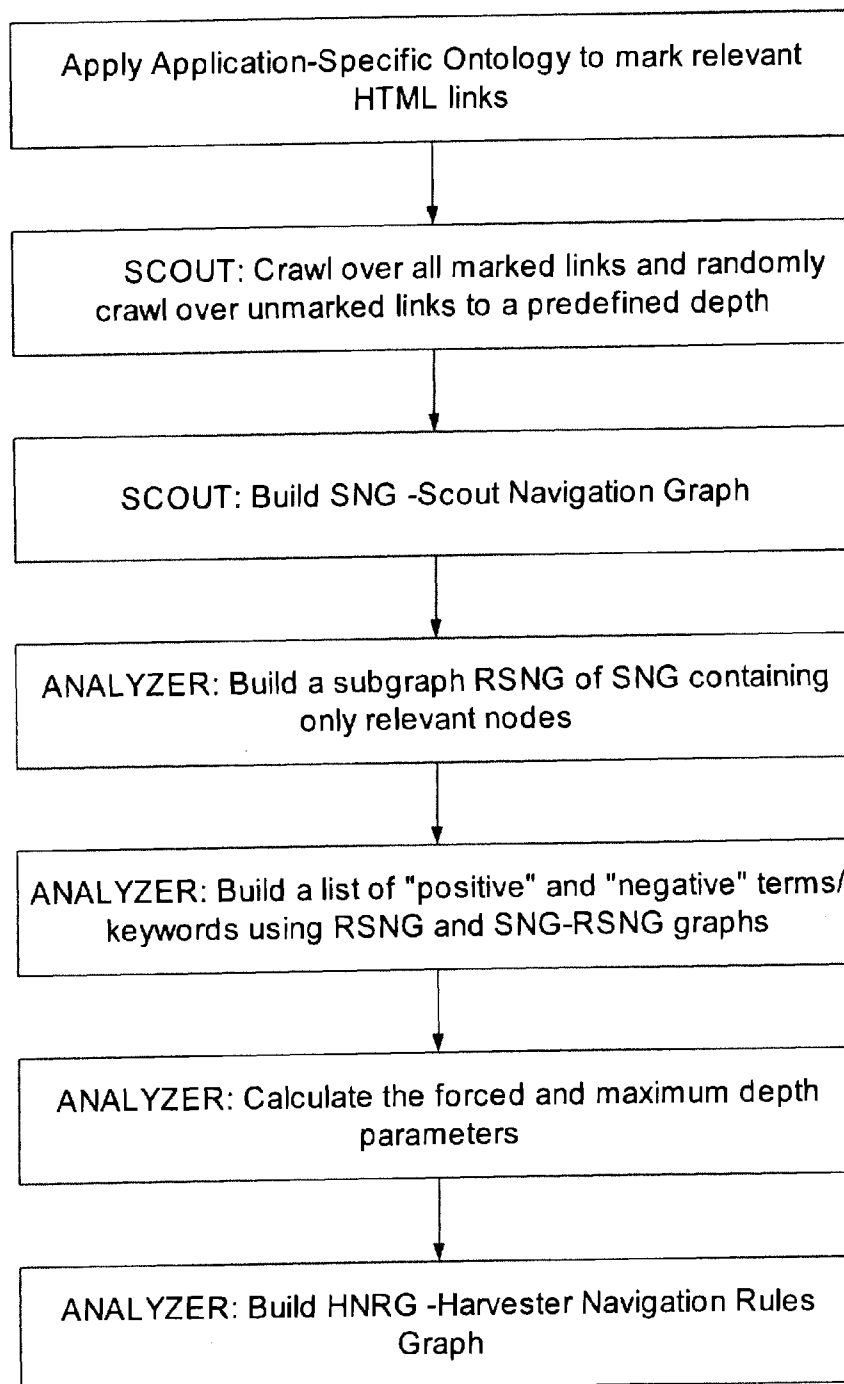 Apply Application-Specific Ontology to mark relevant
HTML links
SCOUT: Crawl over all marked links and randomly
crawl over unmarked links to a predefined depth
SCOUT: Build SNG -Scout Navigation Graph
ANALYZER: Build a subgraph RSNG of SNG containing
only relevant nodes
ANALYZER: Build a list of "positive" and "negative" terms/
keywords using RSNG and SNG-RSNG graphs
ANALYZER: Calculate the forced and maximum depth
parameters
ANALYZER: Build HNRG -Harvester Navigation Rules
Graph